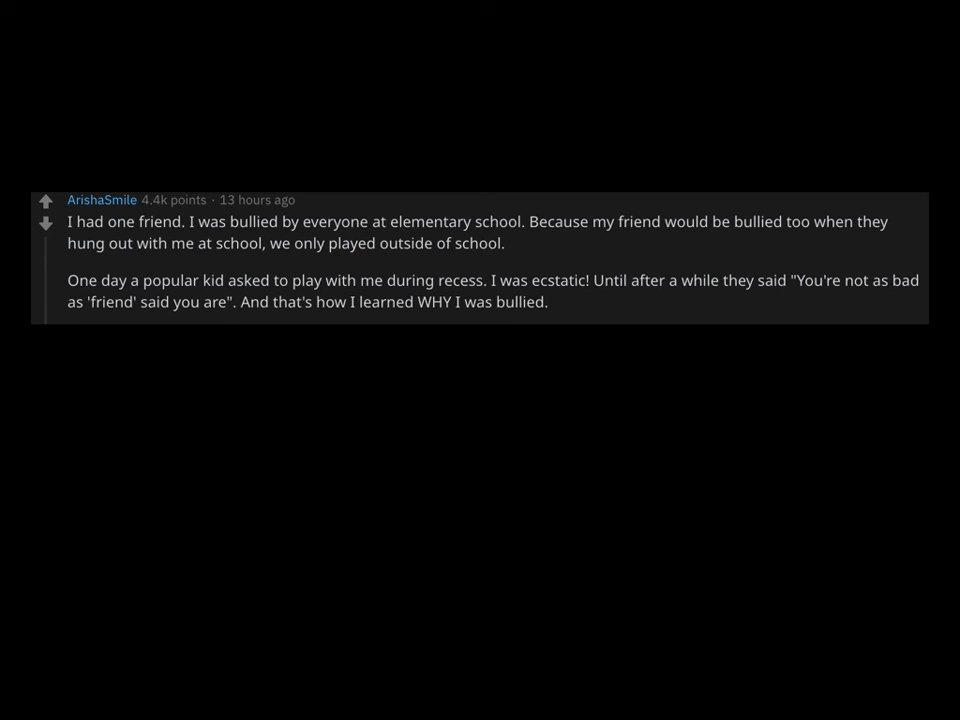 ArishaSmile 4.4k points · 13 hours ago
I had one friend. I was bullied by everyone at elementary school. Because my friend would be bullied too when they
hung out with me at school, we only played outside of school.
One day a popular kid asked to play with me during recess. I was ecstatic! Until after a while they said "You're not as bad
as 'friend' said you are". And that's how I learned WHY I was bullied.